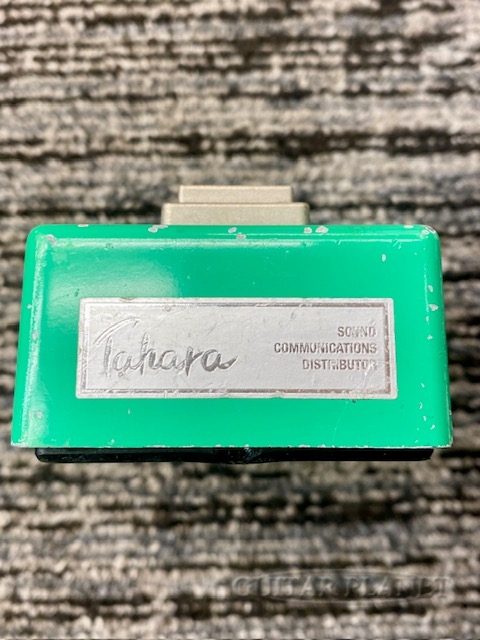 Tahara
SOUND
COMMUNICATIONS
DISTRIBUTOR
GUITAR PLANET